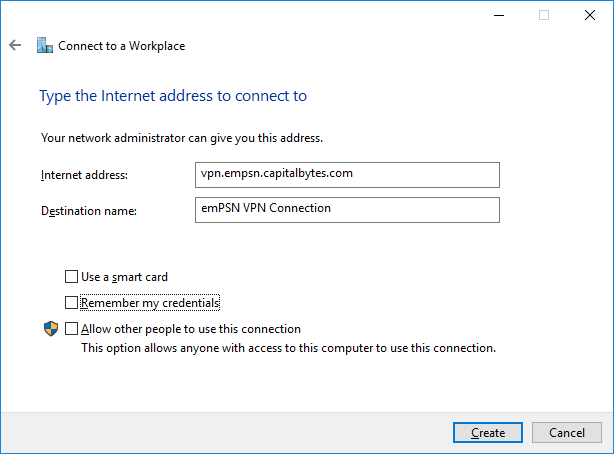 Connect to a Workplace
Type the Internet address to connect to
Your network administrator can give you this address.
Internet address:
vpn.empsn.capitalbytes.com
Destination name:
emPSN VPN Connection
Use a smart card
Remember my credentials
Allow other people to use this connection
This option allows anyone with access to this computer to use this connection.
Create
Cancel